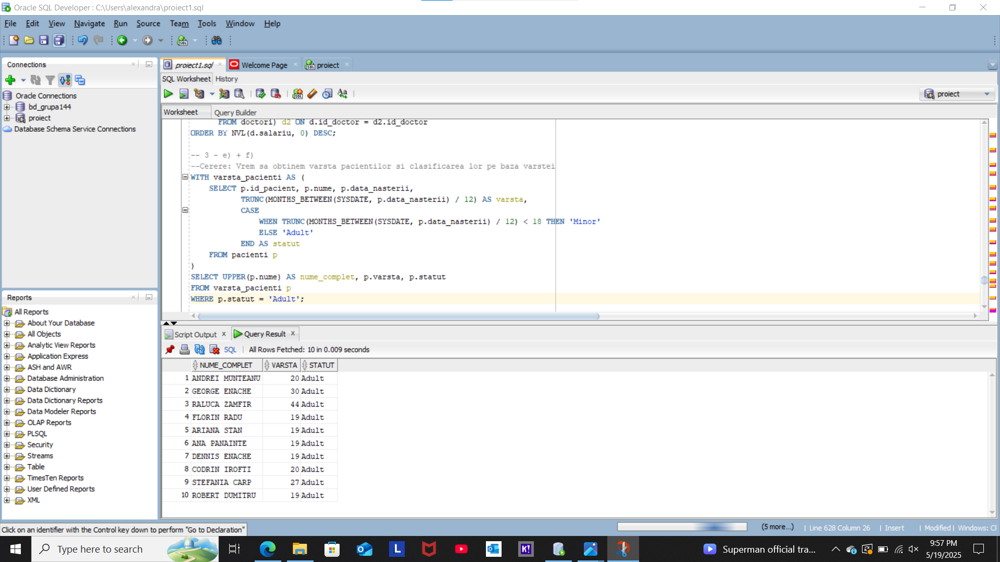 Oracle SQL Developer : C:\Users\alexandra\proiect1.sql
File Edit View Navigate Run Source Team Tools Window Help
Connections
Oracle Connections
bd_grupa144
proiect
Database Schema Service Connections
Reports
All Reports
About Your Database
All Objects
Analytic View Reports
Application Express
ASH and AWR
Database Administration
Data Dictionary
Data Dictionary Reports
Data Modeler Reports
OLAP Reports
PLSQL
Security
Streams
Table
TimesTen Reports
User Defined Reports
XML
proiect1.sql Welcome Page proiect
SQL Worksheet History
proiect
Worksheet Query Builder
FROM doctori) d2 ON d.id_doctor = d2.id_doctor
ORDER BY NVL(d.salariu, 0) DESC;
-- 3 - e) + f)
--Cerere: Vrem sa obtinem varsta pacientilor si clasificarea lor pe baza varstei
WITH varsta_pacienti AS (
SELECT p.id_pacient, p.nume, p.data_nasterii,
TRUNC(MONTHS_BETWEEN(SYSDATE, p.data_nasterii) / 12) AS varsta,
CASE
WHEN TRUNC(MONTHS_BETWEEN(SYSDATE, p.data_nasterii) / 12) < 18 THEN 'Minor'
ELSE 'Adult'
END AS statut
FROM pacienti p
)
SELECT UPPER(p.nume) AS nume_complet, p.varsta, p.statut
FROM varsta_pacienti p
WHERE p.statut = 'Adult';
Script Output Query Result
SQL All Rows Fetched: 10 in 0.009 seconds
NUME_COMPLET VARSTA STATUT
1 ANDREI MUNTEANU 20 Adult
2 GEORGE ENACHE 30 Adult
3 RALUCA ZAMFIR 44 Adult
4 FLORIN RADU 19 Adult
5 ARIANA STAN 19 Adult
6 ANA PANAINTE 19 Adult
7 DENNIS ENACHE 19 Adult
8 CODRIN IROFTI 20 Adult
9 STEFANIA CARP 27 Adult
10 ROBERT DUMITRU 19 Adult
Click on an identifier with the Control key down to perform "Go to Declaration"
(5 more...) | Line 628 Column 26 | Insert | Modified | Windows: CF
Type here to search
Superman official tra...
9:57 PM
5/19/2025